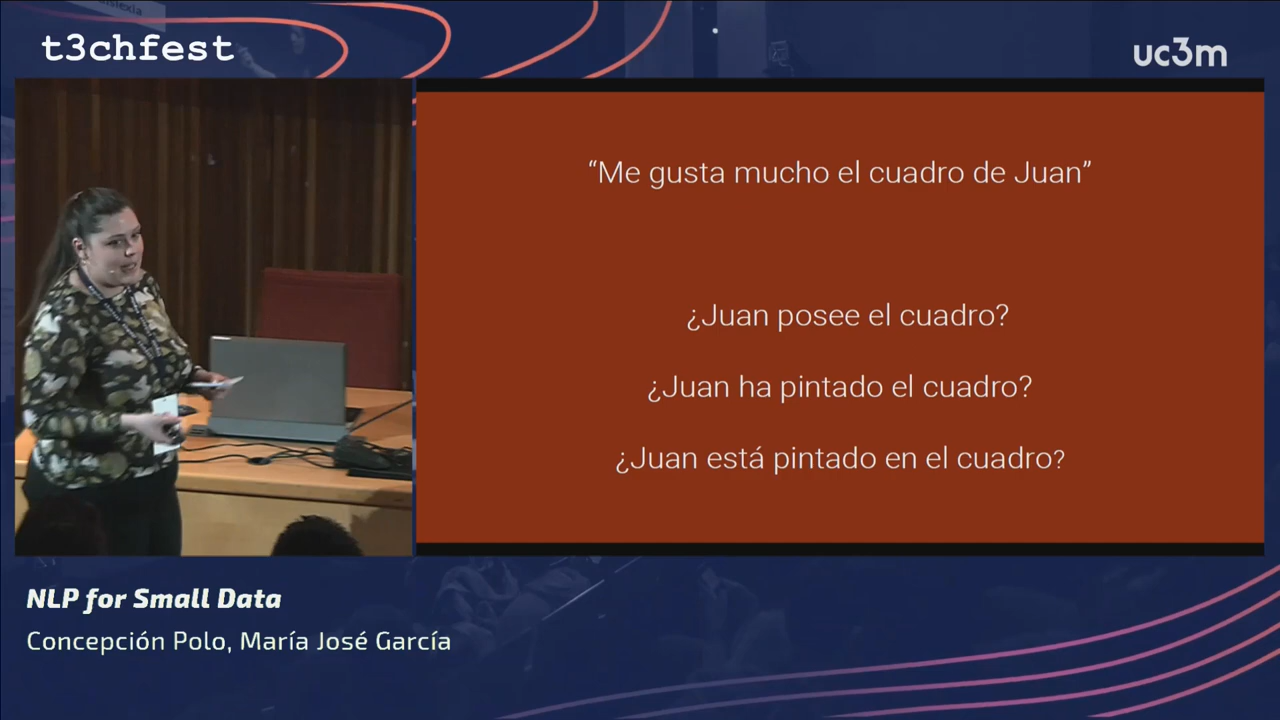 t3chfest
uc3m
“Me gusta mucho el cuadro de Juan”
¿Juan posee el cuadro?
¿Juan ha pintado el cuadro?
¿Juan está pintado en el cuadro?
NLP for Small Data
Concepción Polo, María José García